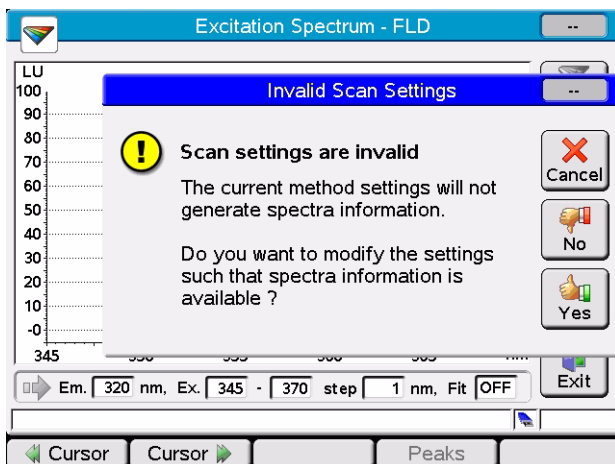 Excitation Spectrum - FLD
--
LU
100
90
80
70
60
50
40
30
20
10
-0
Invalid Scan Settings
--
Scan settings are invalid
The current method settings will not
generate spectra information.
Do you want to modify the settings
such that spectra information is
available ?
Cancel
No
Yes
345
Em. 320 nm, Ex. 345 - 370 step 1 nm, Fit OFF
Exit
Cursor Cursor Peaks